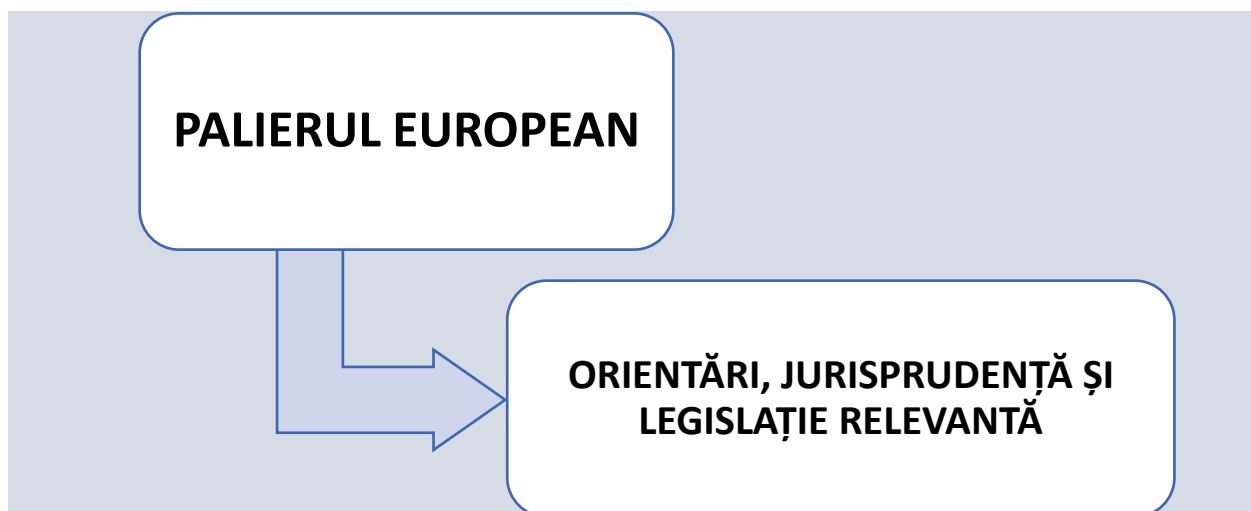 PALIERUL EUROPEAN
ORIENTĂRI, JURISPRUDENȚĂ ȘI
LEGISLAȚIE RELEVANTĂ